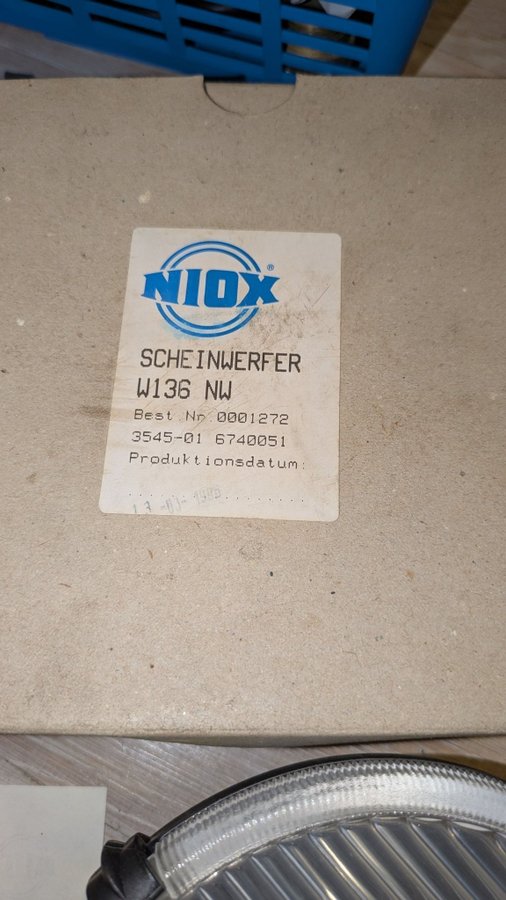 NIOX®
SCHEINWERFER
W136 NW
Best.Nr.0001272
3545-01 6740051
Produktionsdatum: